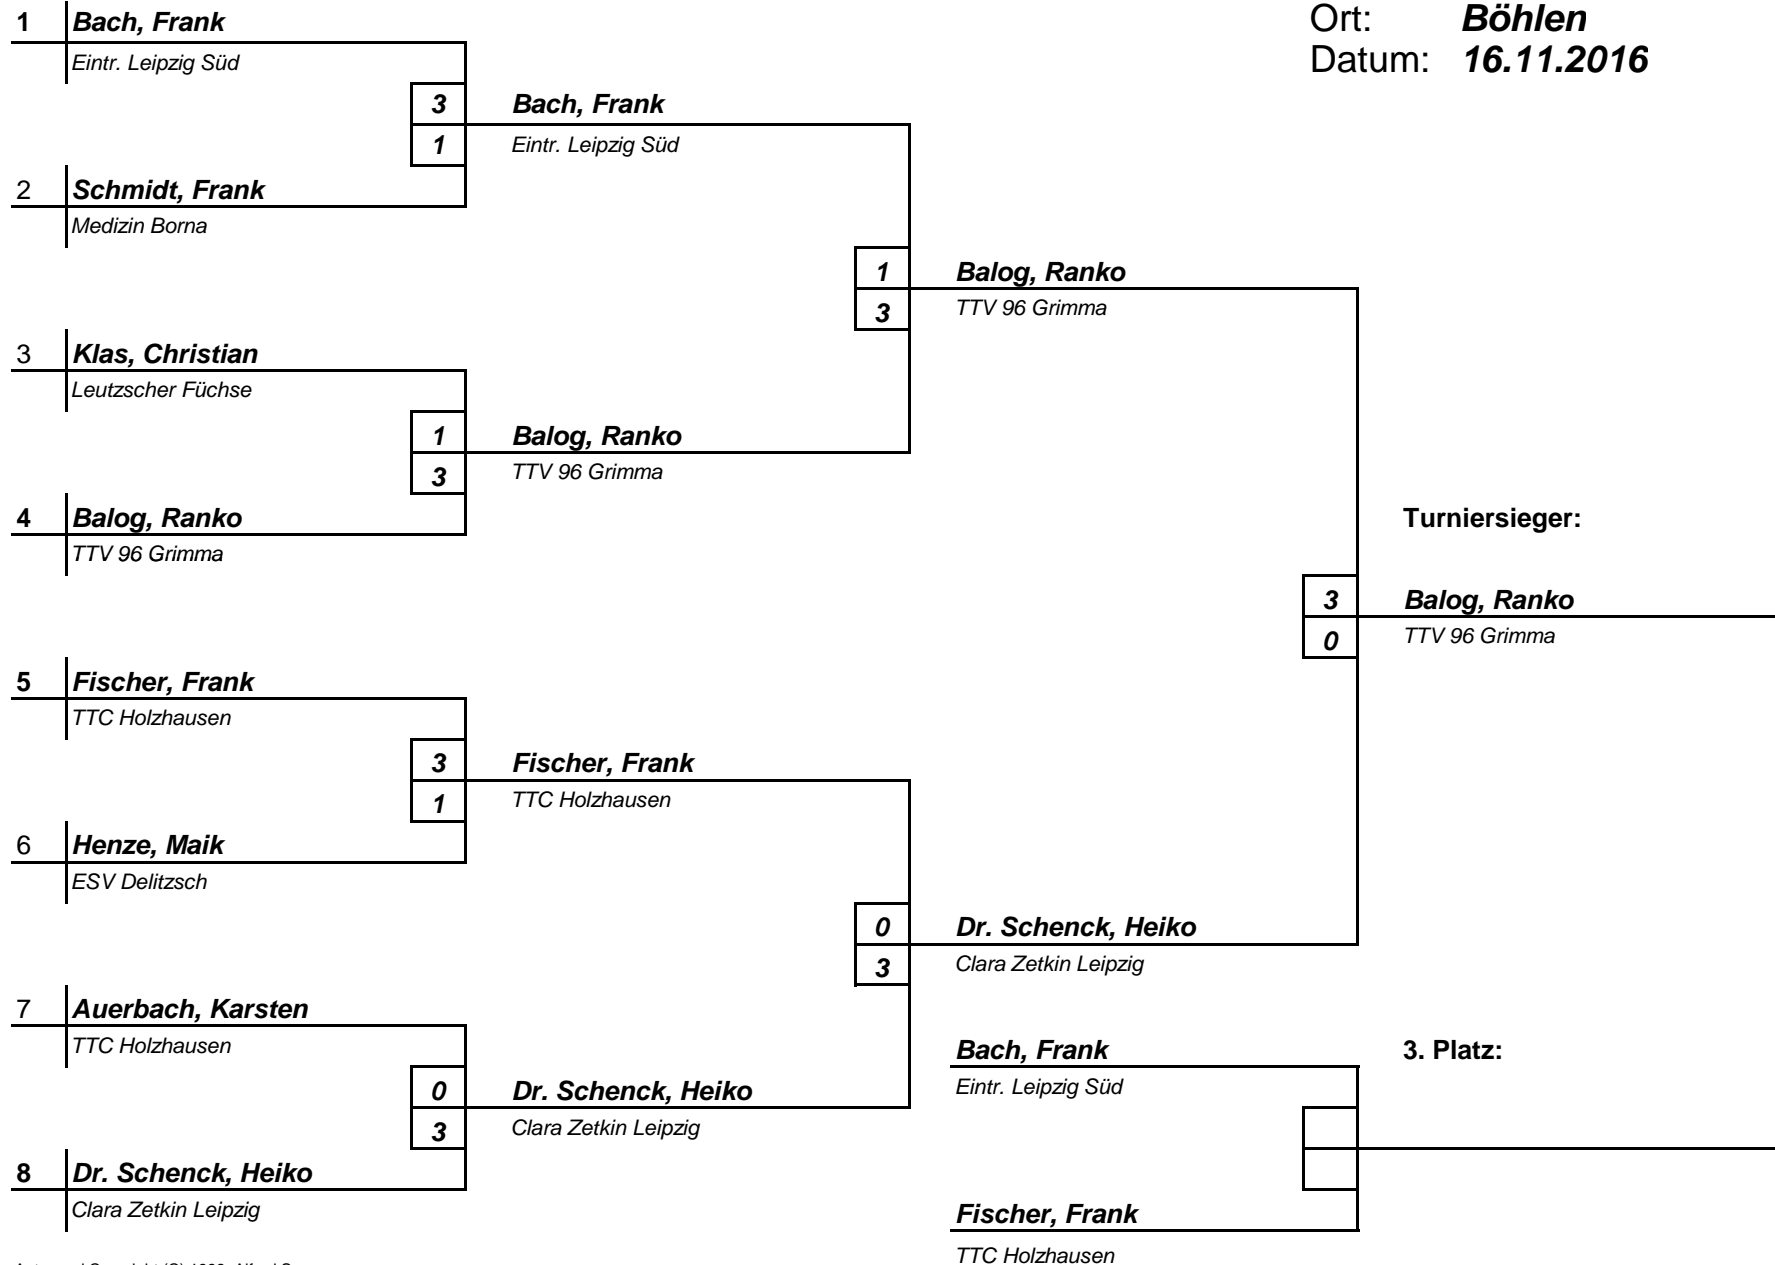 Ort: Böhlen
Datum: 16.11.2016
1 Bach, Frank
Eintr. Leipzig Süd
3 Bach, Frank
1 Eintr. Leipzig Süd
2 Schmidt, Frank
Medizin Borna
1 Balog, Ranko
3 TTV 96 Grimma
3 Klas, Christian
Leutzscher Füchse
1 Balog, Ranko
3 TTV 96 Grimma
4 Balog, Ranko
TTV 96 Grimma
Turniersieger:
3 Balog, Ranko
0 TTV 96 Grimma
5 Fischer, Frank
TTC Holzhausen
3 Fischer, Frank
1 TTC Holzhausen
6 Henze, Maik
ESV Delitzsch
0 Dr. Schenck, Heiko
3 Clara Zetkin Leipzig
7 Auerbach, Karsten
TTC Holzhausen
Bach, Frank
Eintr. Leipzig Süd
3. Platz:
0 Dr. Schenck, Heiko
3 Clara Zetkin Leipzig
8 Dr. Schenck, Heiko
Clara Zetkin Leipzig
Fischer, Frank
TTC Holzhausen